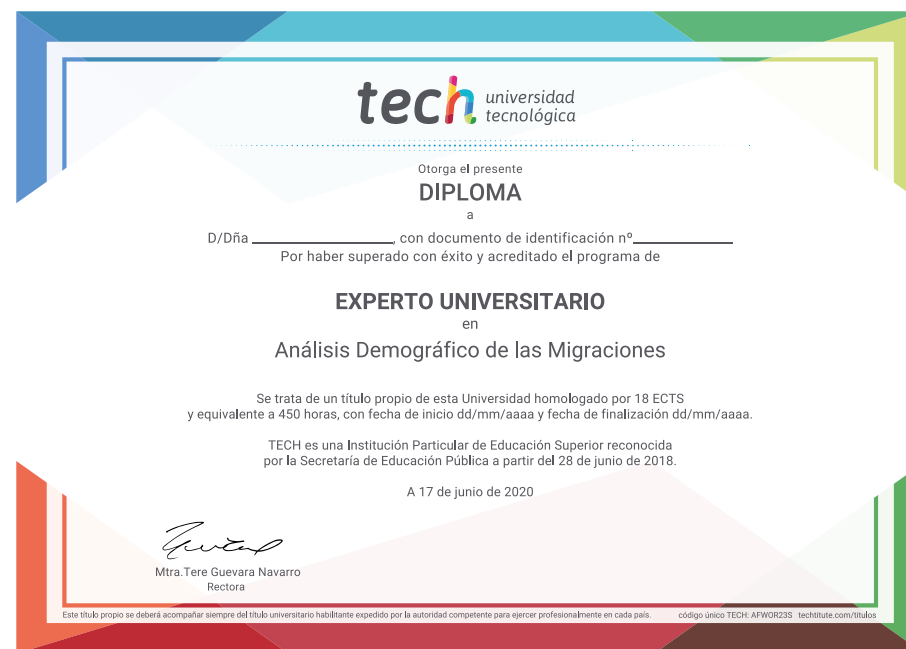 tech universidad
tecnológica
Otorga el presente
DIPLOMA
a
D/Dña ____________________, con documento de identificación nº______________
Por haber superado con éxito y acreditado el programa de
EXPERTO UNIVERSITARIO
en
Análisis Demográfico de las Migraciones
Se trata de un título propio de esta Universidad homologado por 18 ECTS
y equivalente a 450 horas, con fecha de inicio dd/mm/aaaa y fecha de finalización dd/mm/aaaa.
TECH es una Institución Particular de Educación Superior reconocida
por la Secretaría de Educación Pública a partir del 28 de junio de 2018.
A 17 de junio de 2020
Mtra.Tere Guevara Navarro
Rectora
Este título propio se deberá acompañar siempre del título universitario habilitante expedido por la autoridad competente para ejercer profesionalmente en cada país. código único TECH: AFWOR23S techtitute.com/titulos